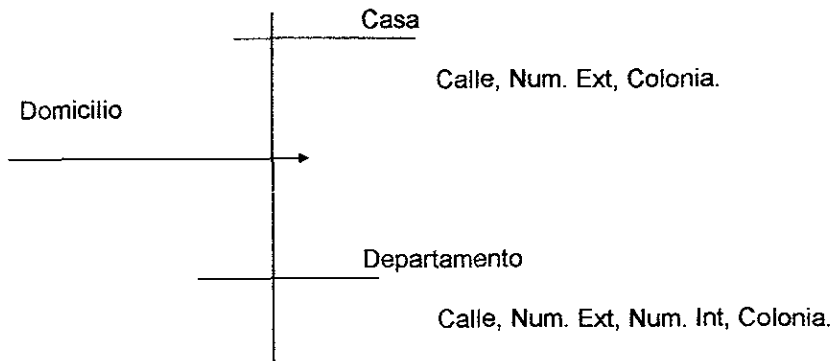 Casa
Calle, Num. Ext, Colonia.
Domicilio
Departamento
Calle, Num. Ext, Num. Int, Colonia.